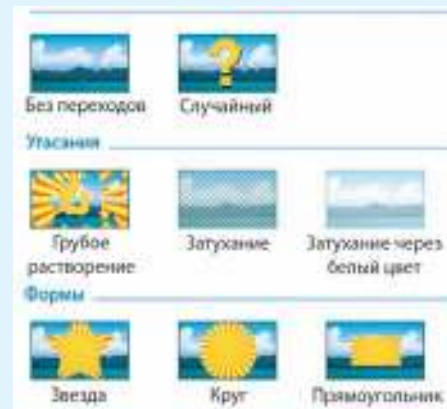 Без переходов Случайный
Угасания
Грубое растворение Затухание Затухание через белый цвет
Формы
Звезда Круг Прямоугольник